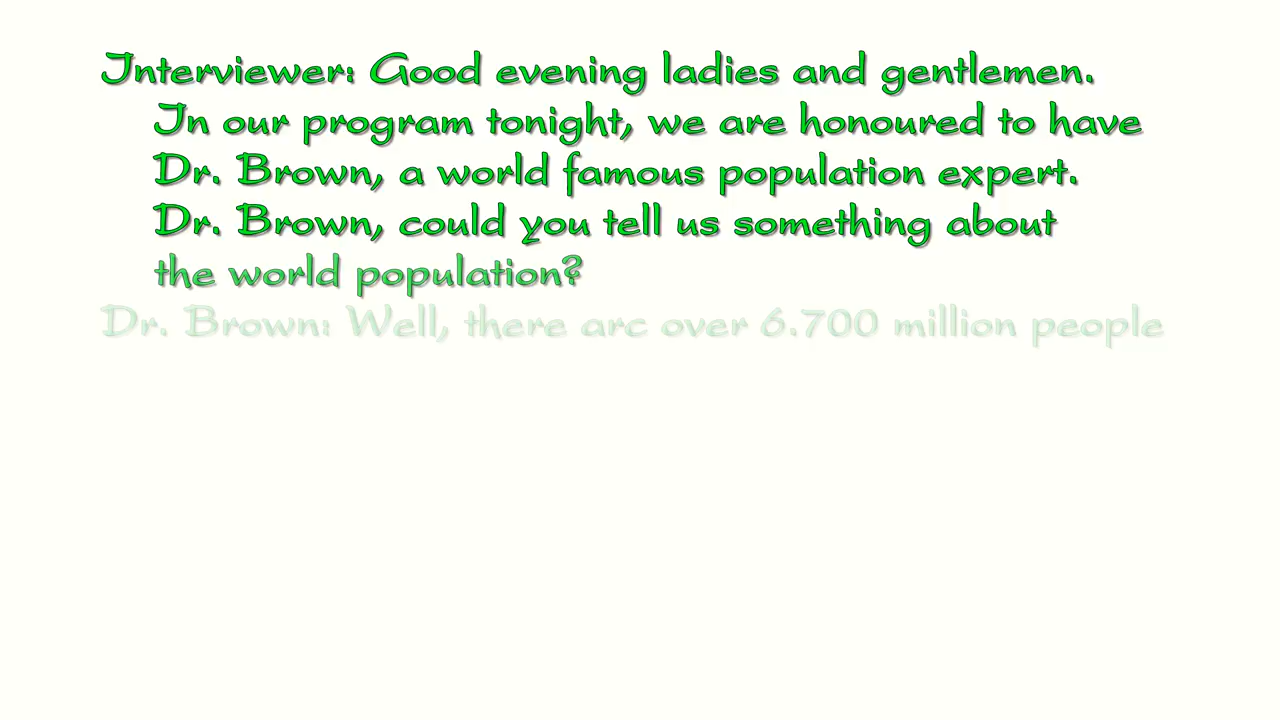 Interviewer: Good evening ladies and gentlemen.
In our program tonight, we are honoured to have
Dr. Brown, a world famous population expert.
Dr. Brown, could you tell us something about
the world population?
Dr. Brown: Well, there arc over 6.700 million people